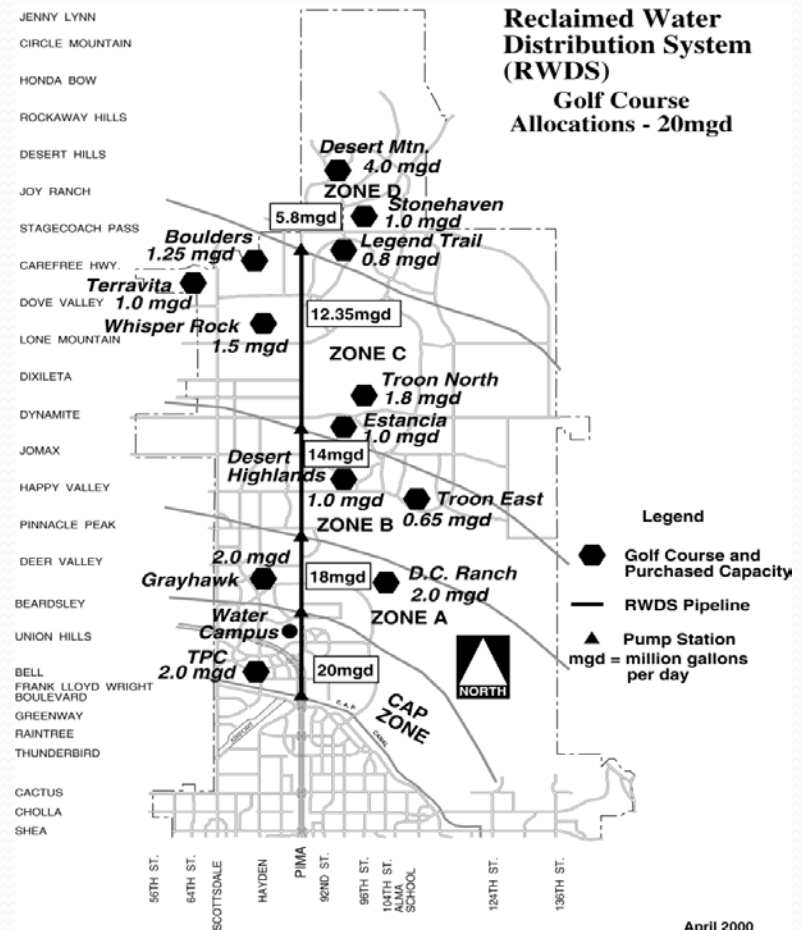 Reclaimed Water
Distribution System
(RWDS)
Golf Course
Allocations - 20mgd
JENNY LYNN
CIRCLE MOUNTAIN
HONDA BOW
ROCKAWAY HILLS
DESERT HILLS
JOY RANCH
STAGECOACH PASS
CAREFREE HWY.
DOVE VALLEY
LONE MOUNTAIN
DIXILETA
DYNAMITE
JOMAX
HAPPY VALLEY
PINNACLE PEAK
DEER VALLEY
BEARDSLEY
UNION HILLS
BELL
FRANK LLOYD WRIGHT
BOULEVARD
GREENWAY
RAINTREE
THUNDERBIRD
CACTUS
CHOLLA
SHEA
Desert Mtn.
4.0 mgd
ZONE D
Stonehaven
1.0 mgd
5.8mgd
Legend Trail
0.8 mgd
Boulders
1.25 mgd
Terravita
1.0 mgd
Whisper Rock
1.5 mgd
12.35mgd
ZONE C
Troon North
1.8 mgd
Estancia
1.0 mgd
14mgd
Desert
Highlands
1.0 mgd
Troon East
0.65 mgd
ZONE B
2.0 mgd
Grayhawk
18mgd
D.C. Ranch
2.0 mgd
ZONE A
Water
Campus
TPC
2.0 mgd
20mgd
CAP
ZONE
C.A.P.
CANAL
AIRPORT
NORTH
Legend
Golf Course and
Purchased Capacity
RWDS Pipeline
Pump Station
mgd = million gallons
per day
56TH ST.
64TH ST.
SCOTTSDALE
HAYDEN
PIMA
92ND ST.
96TH ST.
104TH ST.
ALMA
SCHOOL
124TH ST.
136TH ST.
April 2000